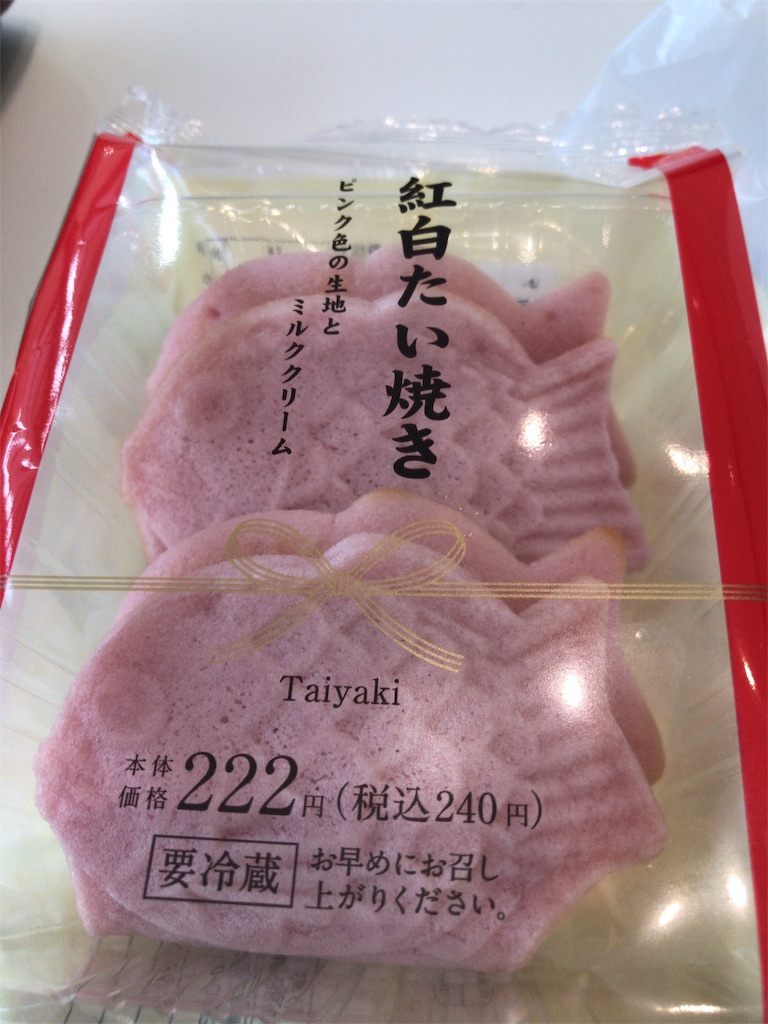 紅白たい焼き
ピンク色の生地と
ミルククリーム
Taiyaki
本体
価格222円(税込240円)
要冷蔵
お早めにお召し
上がりください。